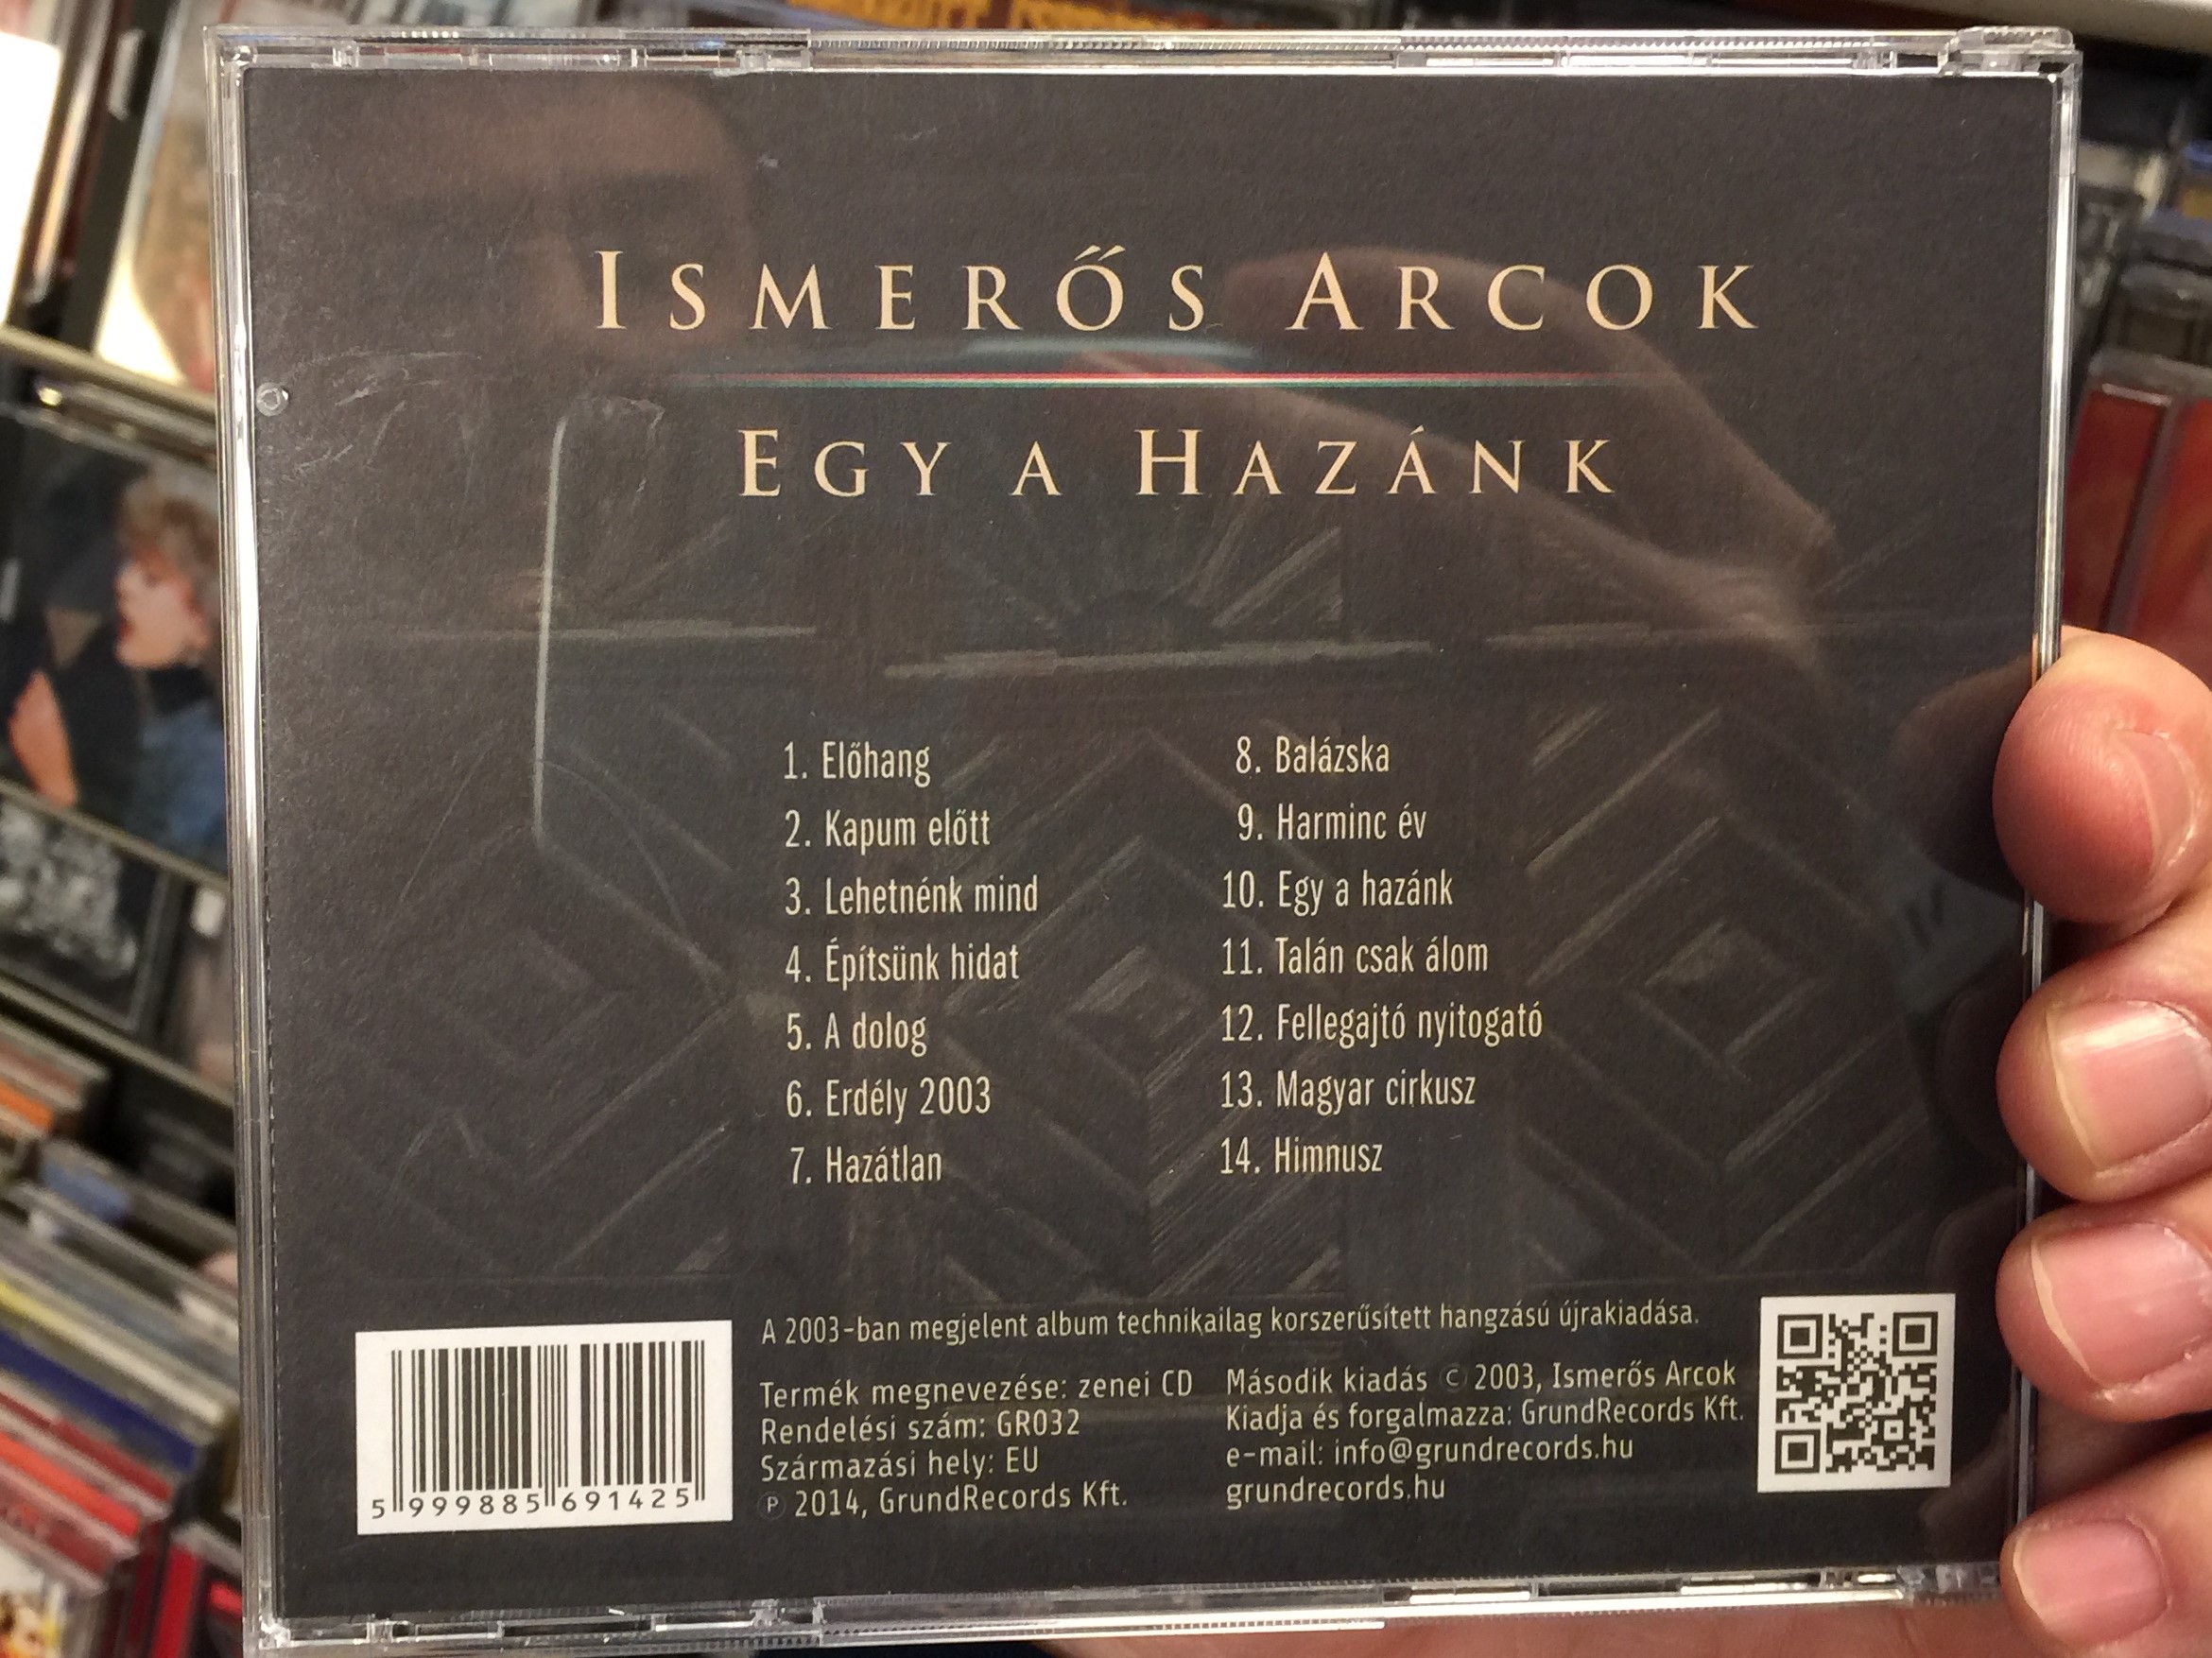 ISMERŐS ARCOK
EGY A HAZÁNK
1. Előhang
2. Kapum előtt
3. Lehetnénk mind
4. Építsünk hidat
5. A dolog
6. Erdély 2003
7. Hazátlan
8. Balázska
9. Harminc év
10. Egy a hazánk
11. Talán csak álom
12. Fellegajtó nyitogató
13. Magyar cirkusz
14. Himnusz
A 2003-ban megjelent album technikailag korszerűsített hangzású újrakiadása.
Termék megnevezése: zenei CD
Rendelési szám: GR032
Származási hely: EU
℗ 2014, GrundRecords Kft.
Második kiadás © 2003, Ismerős Arcok
Kiadja és forgalmazza: GrundRecords Kft.
e-mail: info@grundrecords.hu
grundrecords.hu
5 999885 691425